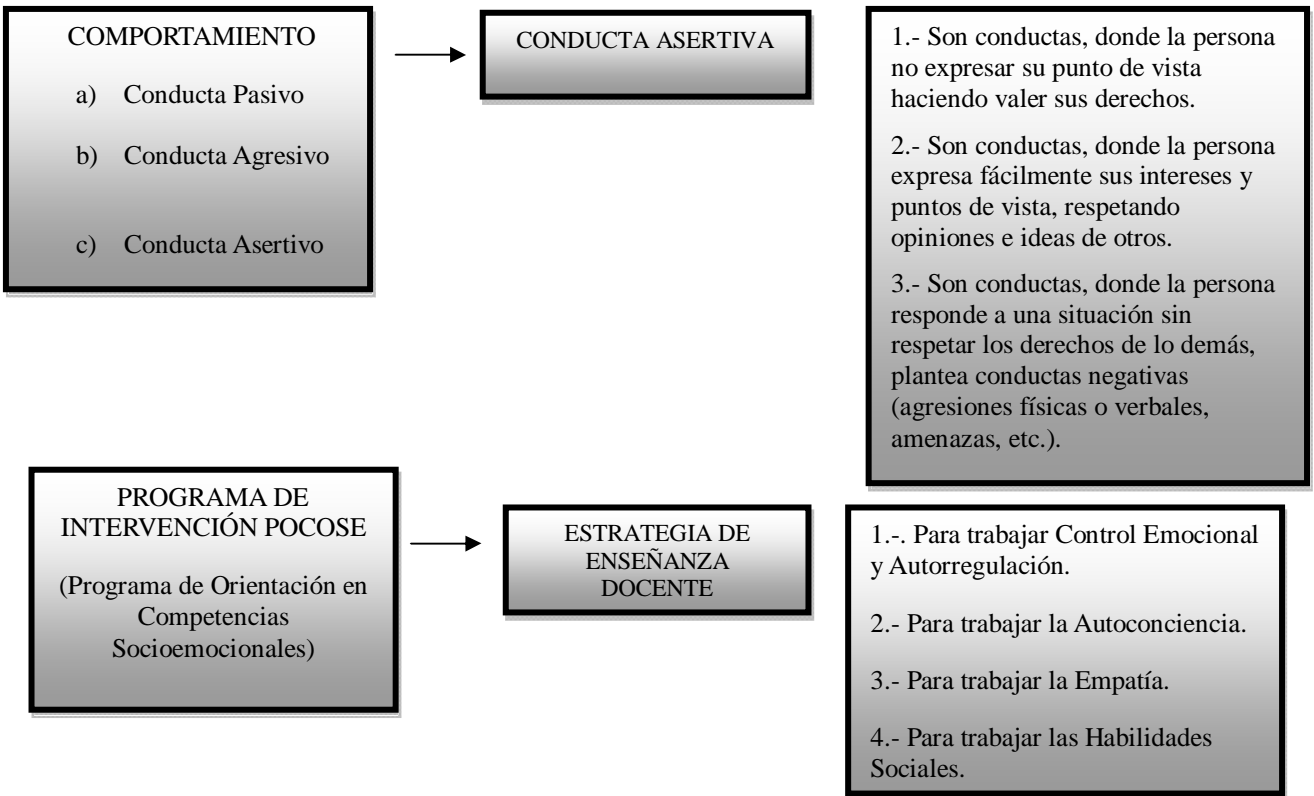 COMPORTAMIENTO
a) Conducta Pasivo
b) Conducta Agresivo
c) Conducta Asertivo
CONDUCTA ASERTIVA
1.- Son conductas, donde la persona
no expresar su punto de vista
haciendo valer sus derechos.
2.- Son conductas, donde la persona
expresa fácilmente sus intereses y
puntos de vista, respetando
opiniones e ideas de otros.
3.- Son conductas, donde la persona
responde a una situación sin
respetar los derechos de lo demás,
plantea conductas negativas
(agresiones físicas o verbales,
amenazas, etc.).
PROGRAMA DE
INTERVENCIÓN POCOSE
(Programa de Orientación en
Competencias
Socioemocionales)
ESTRATEGIA DE
ENSEÑANZA
DOCENTE
1.-. Para trabajar Control Emocional
y Autorregulación.
2.- Para trabajar la Autoconciencia.
3.- Para trabajar la Empatía.
4.- Para trabajar las Habilidades
Sociales.